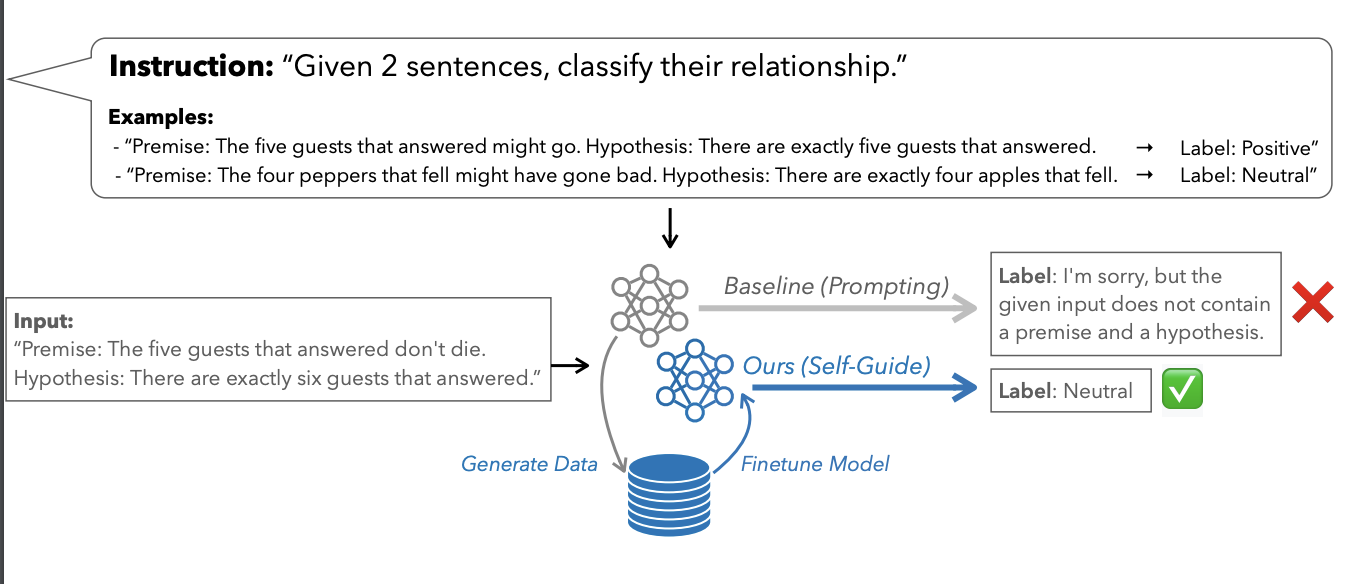 Instruction: “Given 2 sentences, classify their relationship.”
Examples:
- “Premise: The five guests that answered might go. Hypothesis: There are exactly five guests that answered. → Label: Positive”
- “Premise: The four peppers that fell might have gone bad. Hypothesis: There are exactly four apples that fell. → Label: Neutral”
Input:
“Premise: The five guests that answered don't die.
Hypothesis: There are exactly six guests that answered.”
Baseline (Prompting)
Label: I'm sorry, but the
given input does not contain
a premise and a hypothesis.
Ours (Self-Guide)
Label: Neutral
Generate Data
Finetune Model